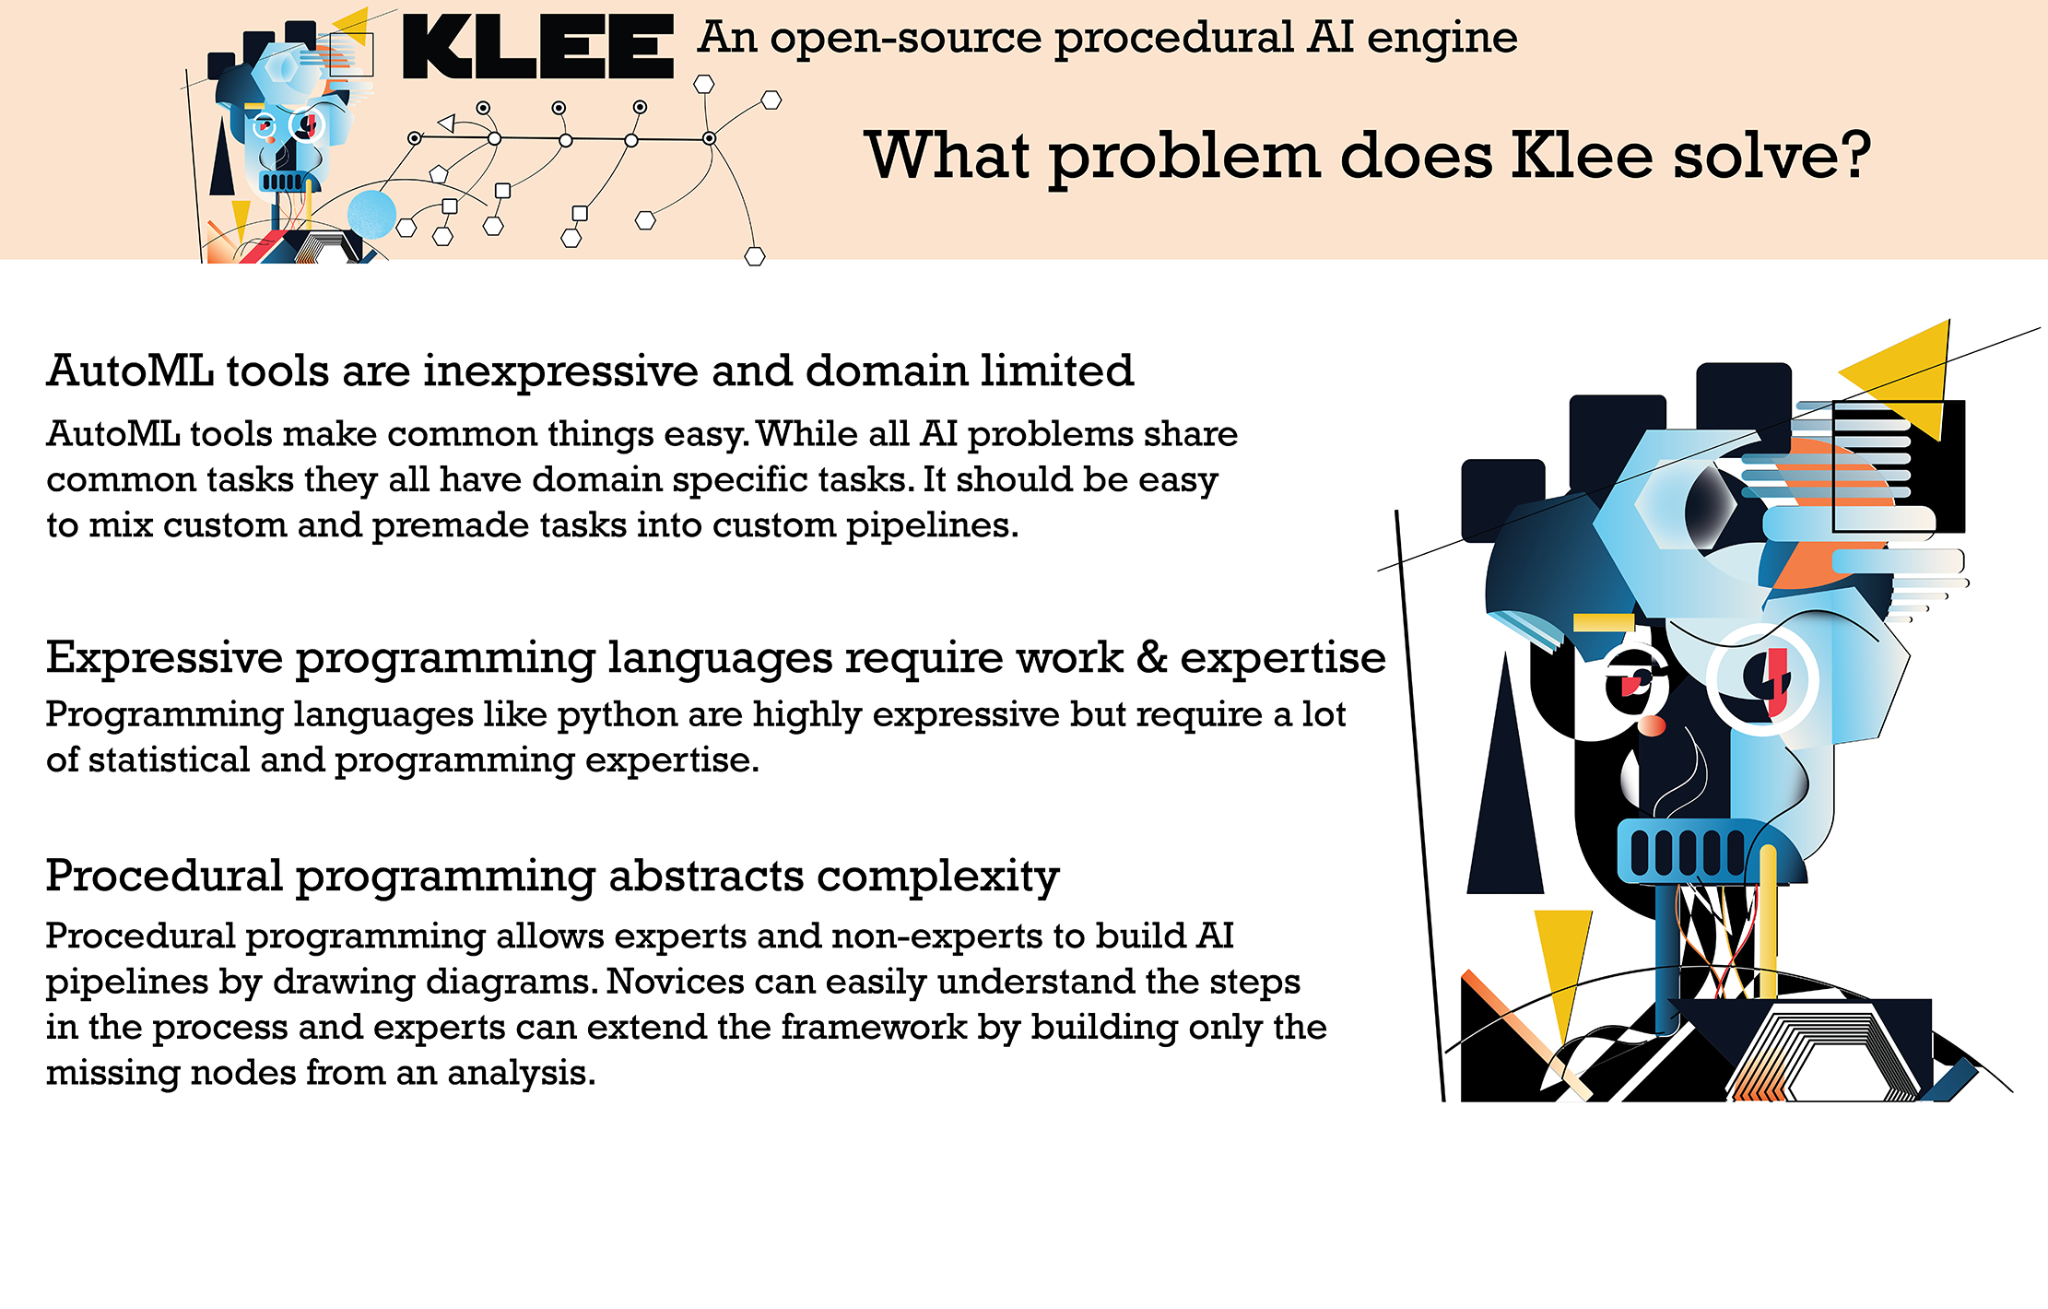 KLEE An open-source procedural AI engine
What problem does Klee solve?
AutoML tools are inexpressive and domain limited
AutoML tools make common things easy. While all AI problems share
common tasks they all have domain specific tasks. It should be easy
to mix custom and premade tasks into custom pipelines.
Expressive programming languages require work & expertise
Programming languages like python are highly expressive but require a lot
of statistical and programming expertise.
Procedural programming abstracts complexity
Procedural programming allows experts and non-experts to build AI
pipelines by drawing diagrams. Novices can easily understand the steps
in the process and experts can extend the framework by building only the
missing nodes from an analysis.